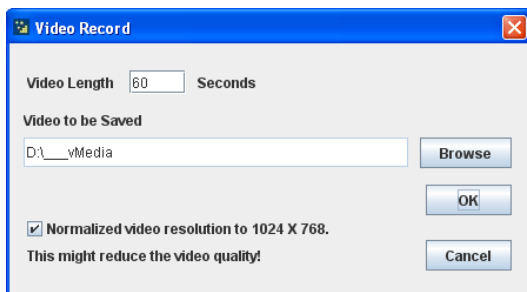 Video Record
Video Length 60 Seconds
Video to be Saved
D:\___vMedia
Browse
OK
Normalized video resolution to 1024 X 768.
This might reduce the video quality!
Cancel